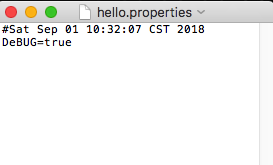 hello.properties
#Sat Sep 01 10:32:07 CST 2018
DeBUG=true